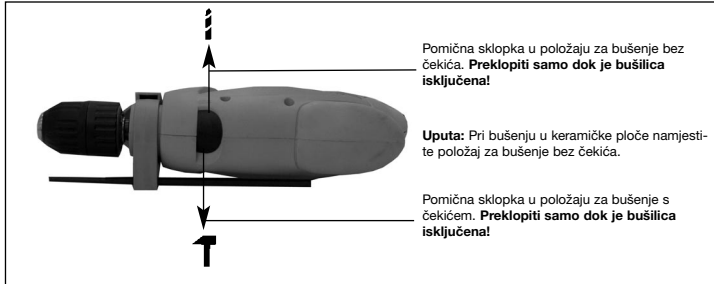 Pomična sklopka u položaju za bušenje bez
čekića. Preklopiti samo dok je bušilica
isključena!
Uputa: Pri bušenju u keramičke ploče namjesti-
te položaj za bušenje bez čekića.
Pomična sklopka u položaju za bušenje s
čekićem. Preklopiti samo dok je bušilica
isključena!